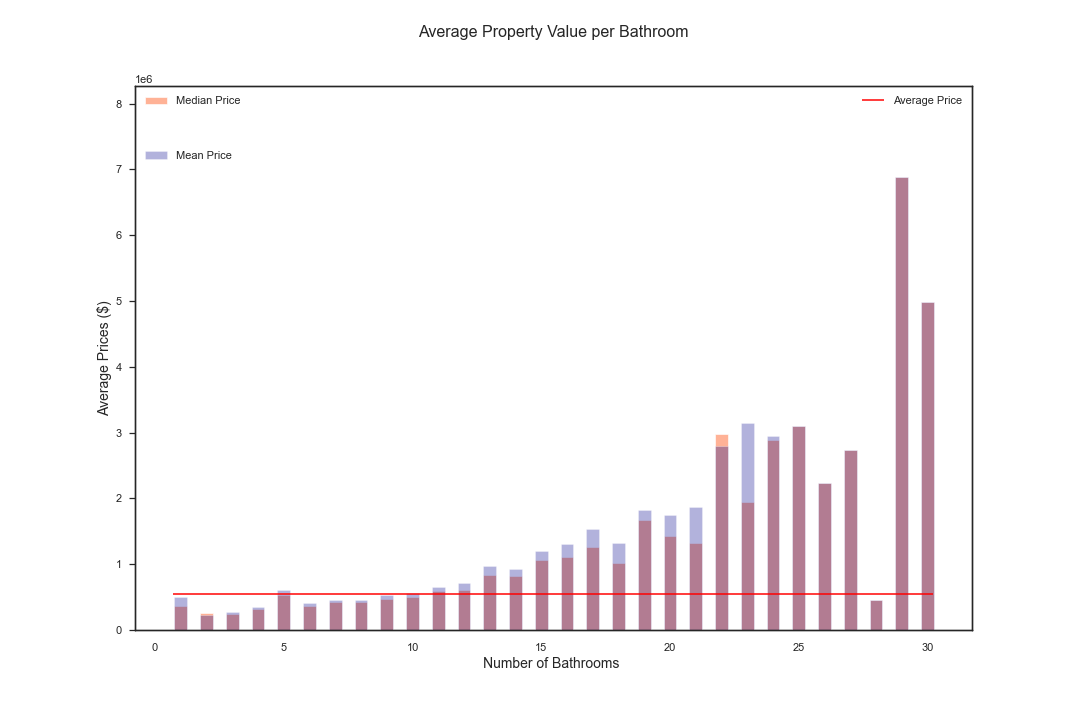 Average Property Value per Bathroom
1e6
Median Price
Mean Price
Average Price
8
7
6
5
4
3
2
1
0
Average Prices ($)
0 5 10 15 20 25 30
Number of Bathrooms